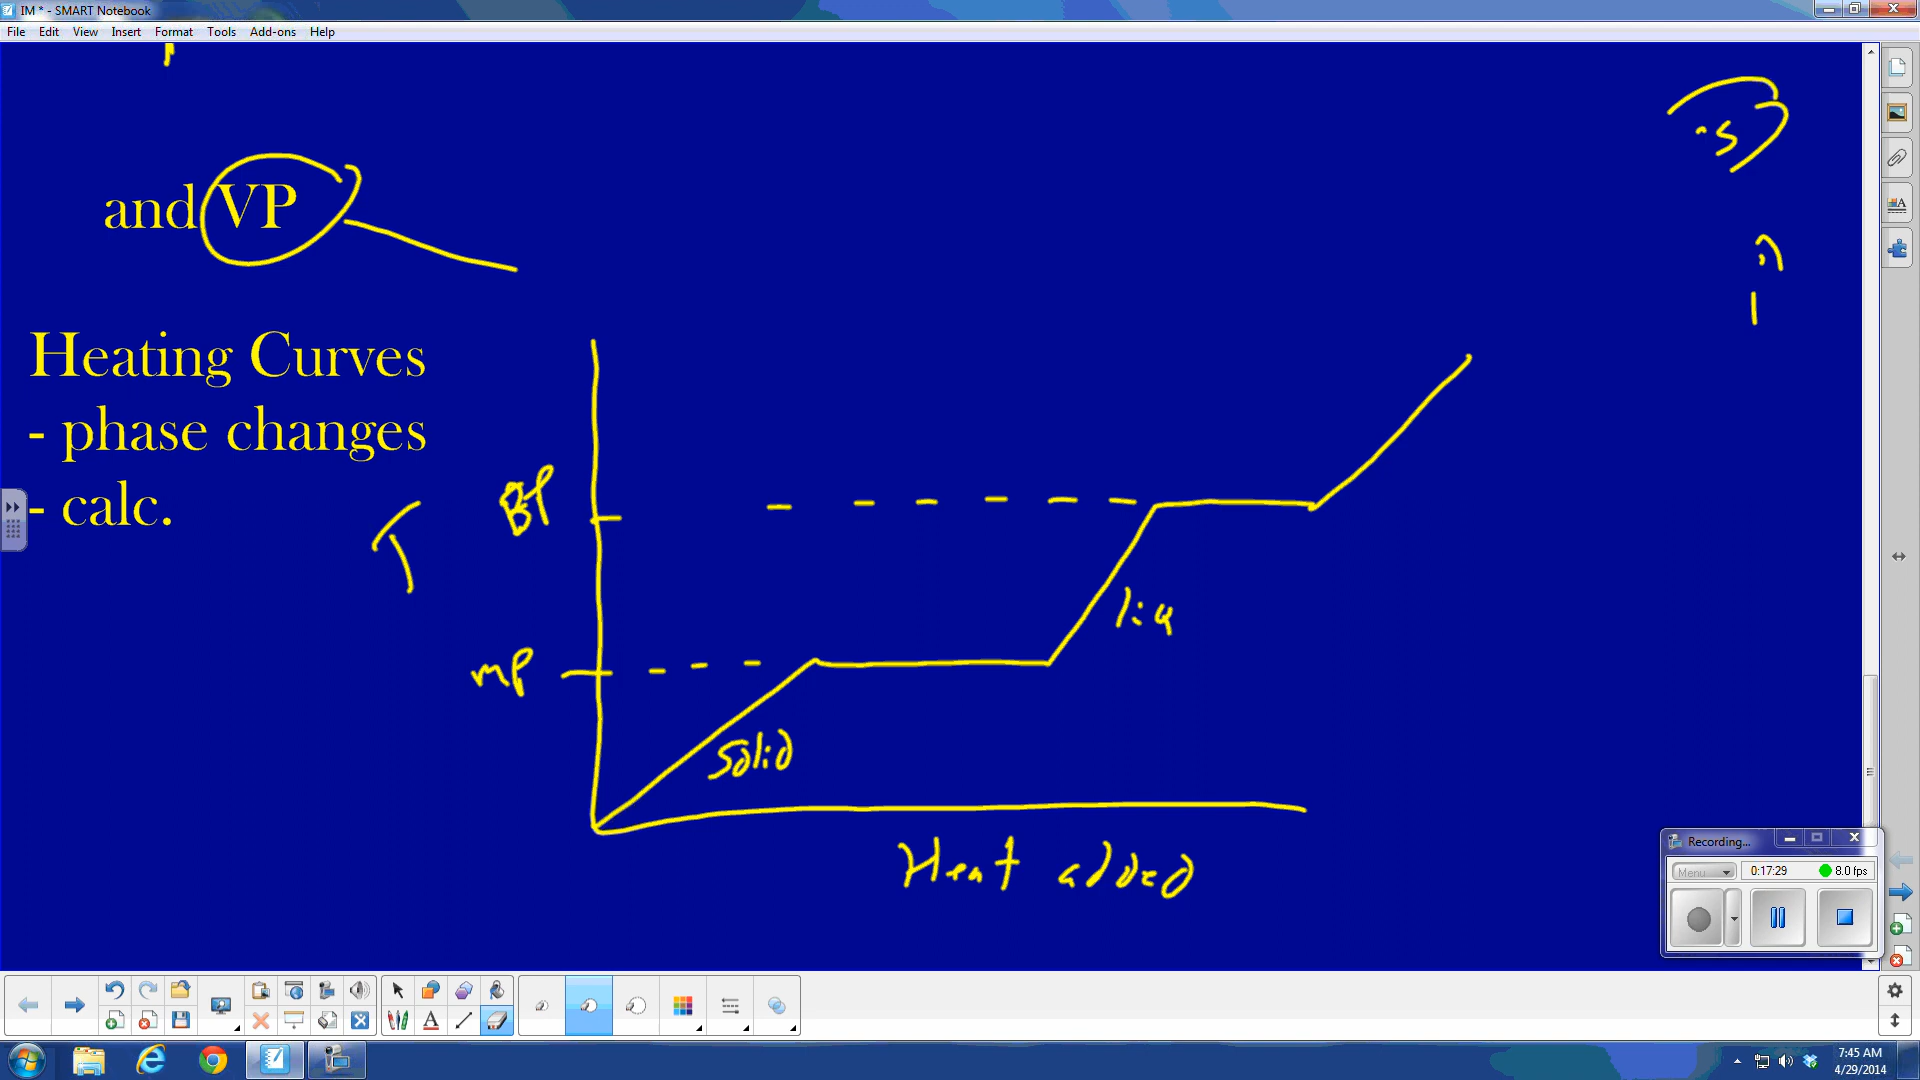 IM * - SMART Notebook
File Edit View Insert Format Tools Add-ons Help
and VP
Heating Curves
- phase changes
- calc.
T
BP
mp
liq
solid
Heat added
Recording...
Menu
0:17:29
8.0 fps
7:45 AM
4/29/2014